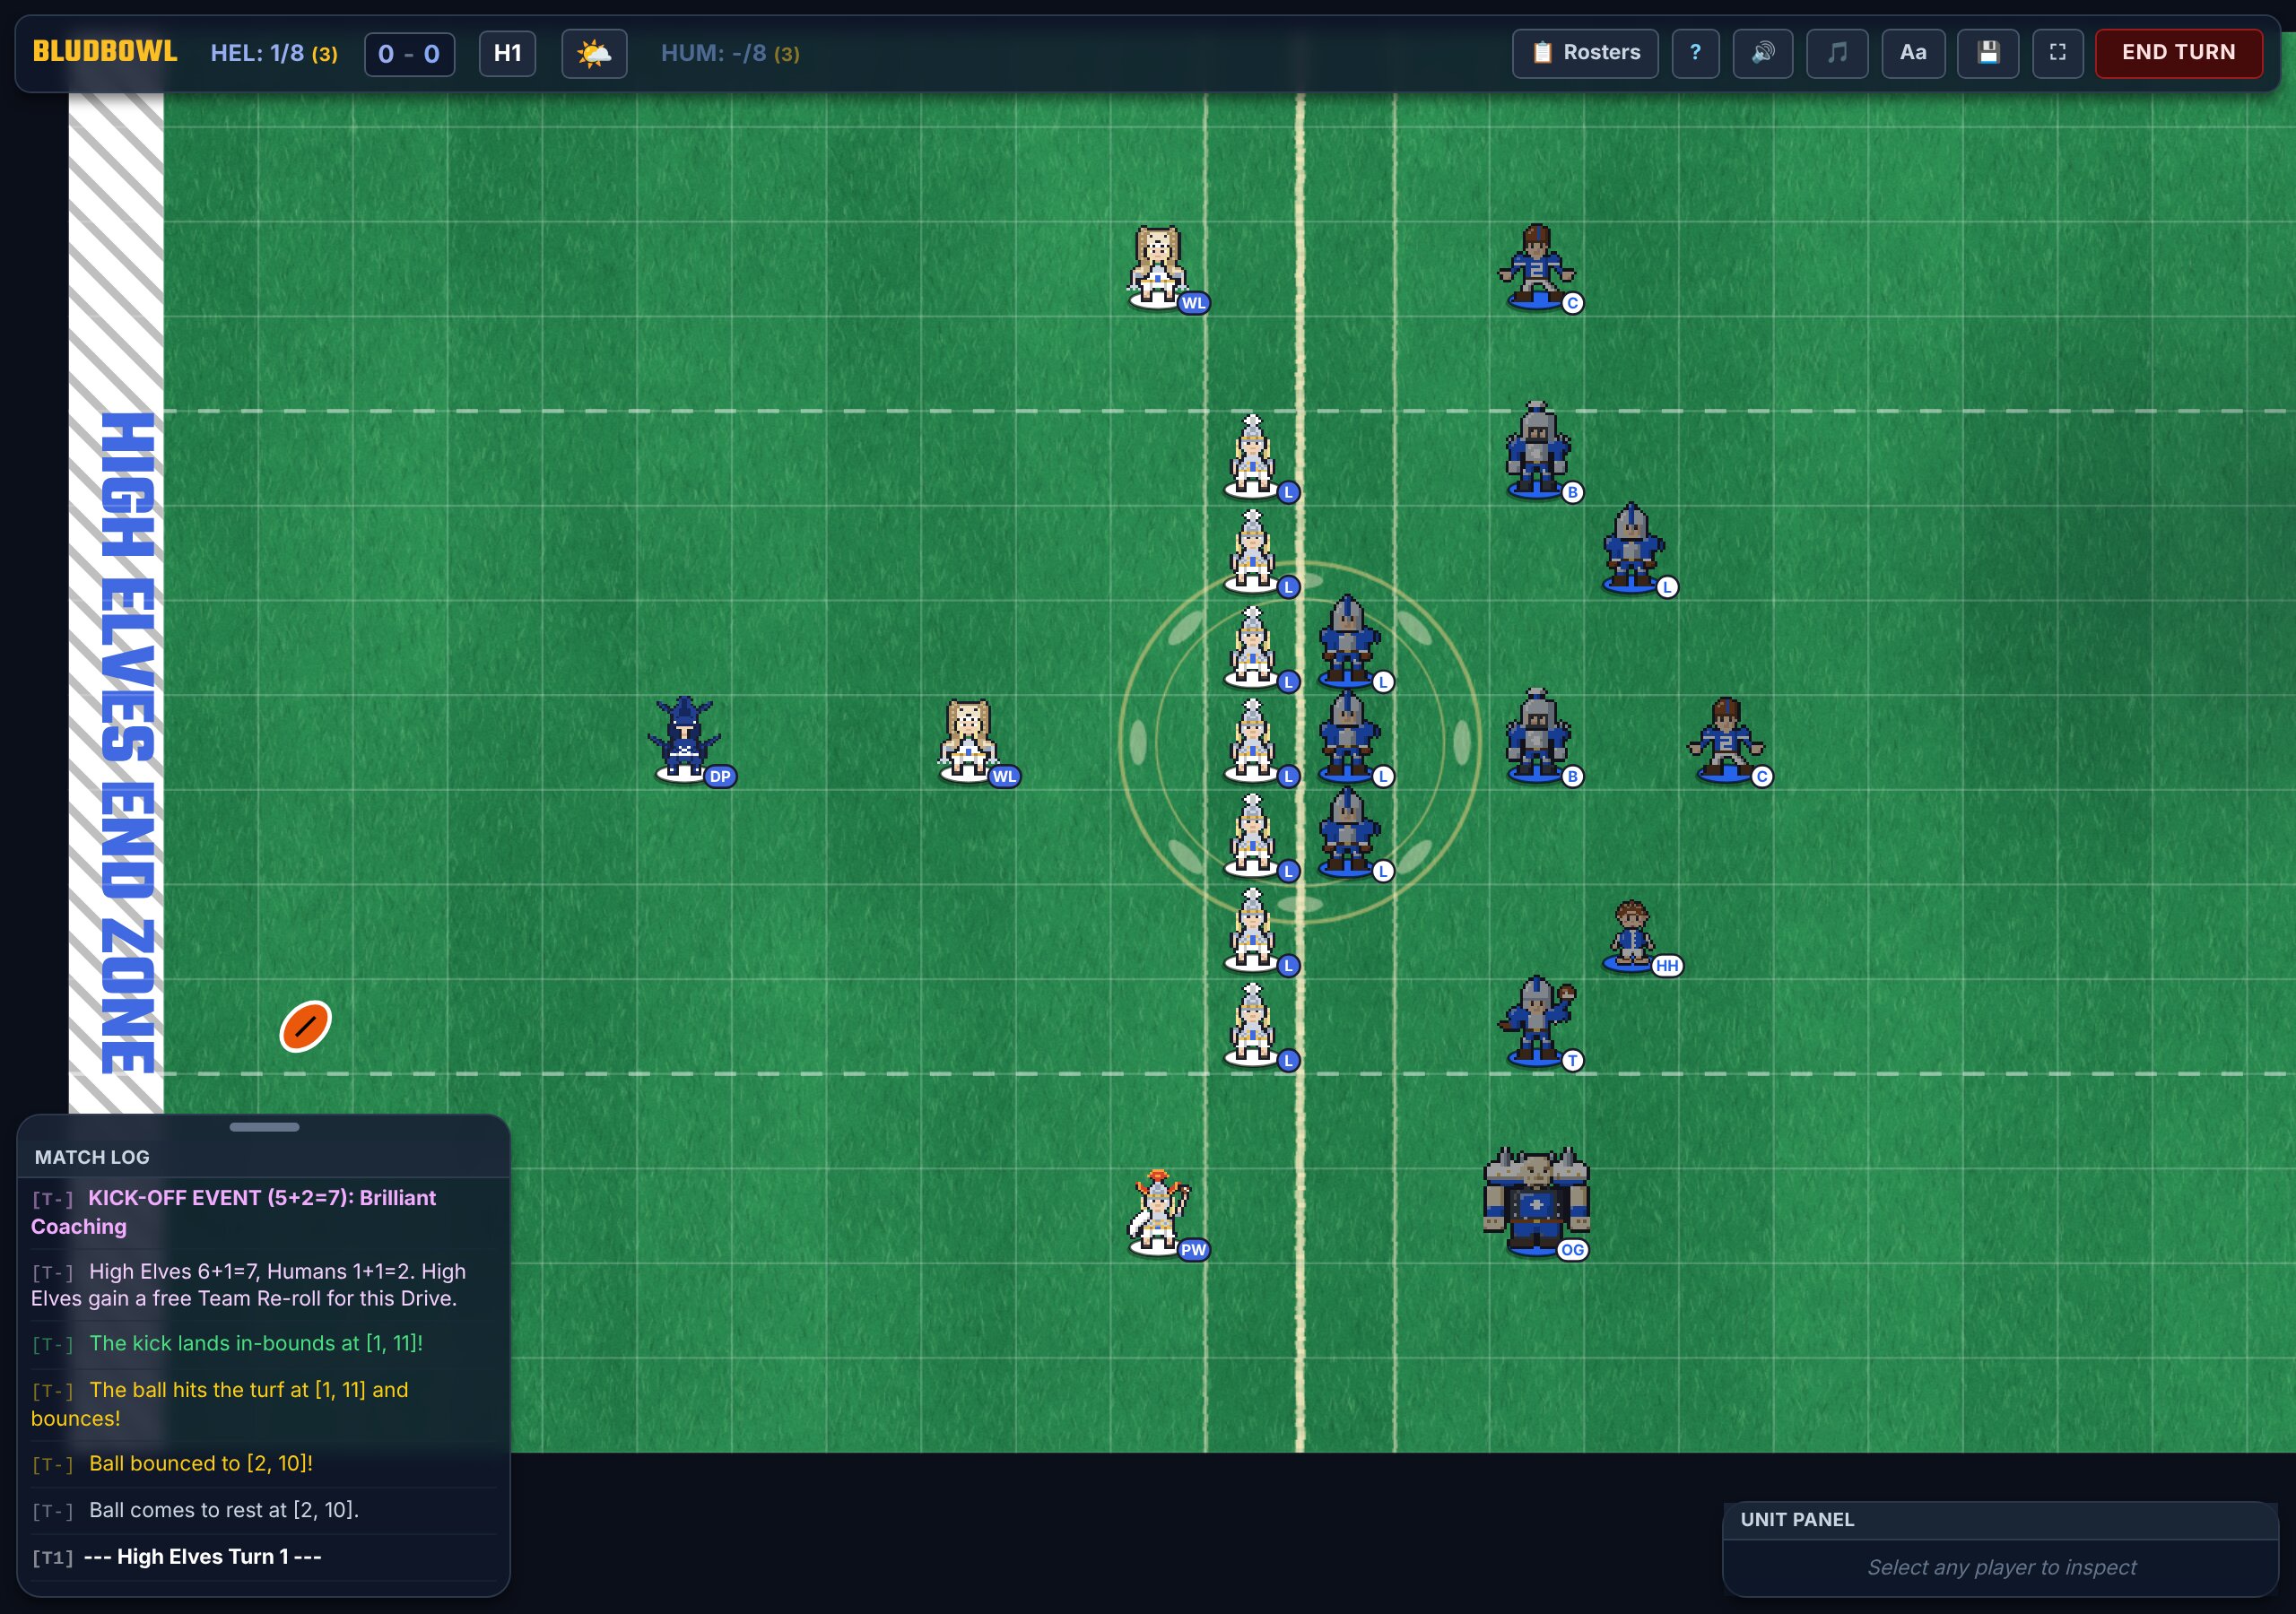 BLUDBOWL HEL: 1/8 (3) 0 - 0 H1 HUM: -/8 (3) Rosters ? Aa END TURN
HIGH ELVES END ZONE
WL
C
L
B
L
L
2
L
L
DP
WL
L
L
B
2
C
L
L
L
HH
L
T
PW
OG
MATCH LOG
[T-] KICK-OFF EVENT (5+2=7): Brilliant
Coaching
[T-] High Elves 6+1=7, Humans 1+1=2. High
Elves gain a free Team Re-roll for this Drive.
[T-] The kick lands in-bounds at [1, 11]!
[T-] The ball hits the turf at [1, 11] and
bounces!
[T-] Ball bounced to [2, 10]!
[T-] Ball comes to rest at [2, 10].
[T1] --- High Elves Turn 1 ---
UNIT PANEL
Select any player to inspect